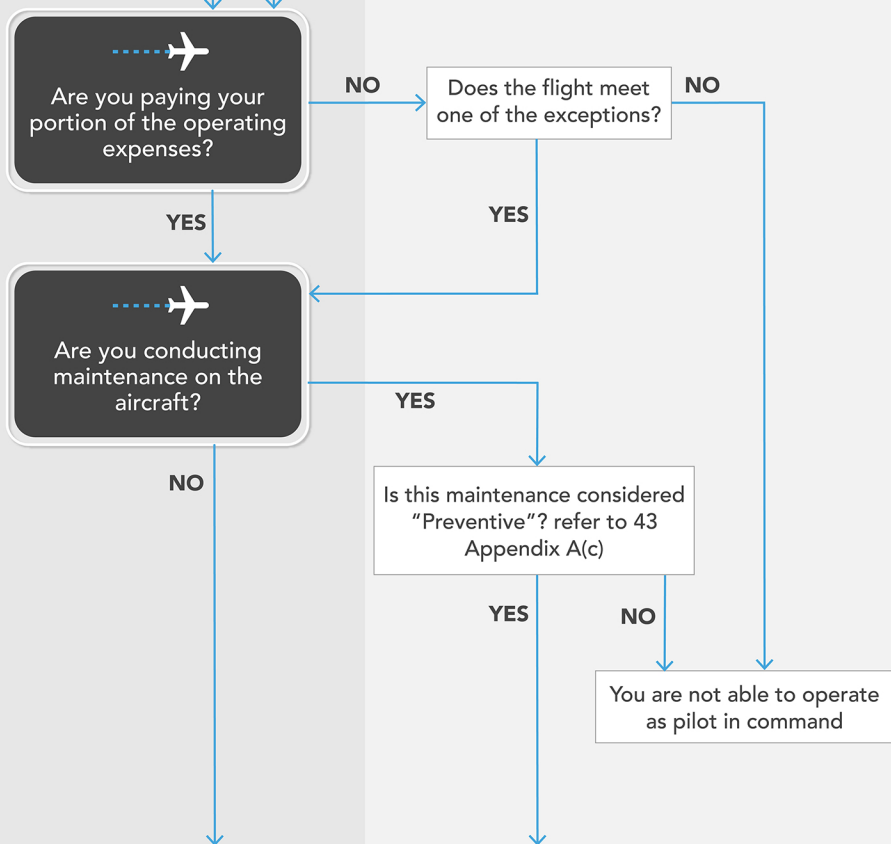 Are you paying your
portion of the operating
expenses?
NO
Does the flight meet
one of the exceptions?
NO
YES
YES
Are you conducting
maintenance on the
aircraft?
YES
NO
Is this maintenance considered
“Preventive”? refer to 43
Appendix A(c)
YES
NO
You are not able to operate
as pilot in command